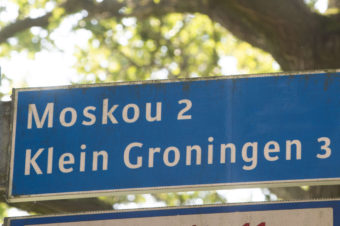 Moskou 2
Klein Groningen 3